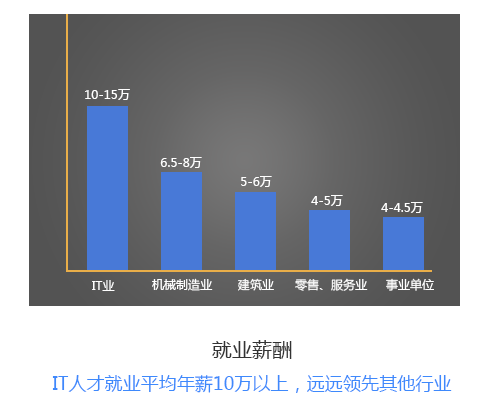 10-15万
6.5-8万
5-6万
4-5万
4-4.5万
IT业 机械制造业 建筑业 零售、服务业 事业单位
就业薪酬
IT人才就业平均年薪10万以上，远远领先其他行业